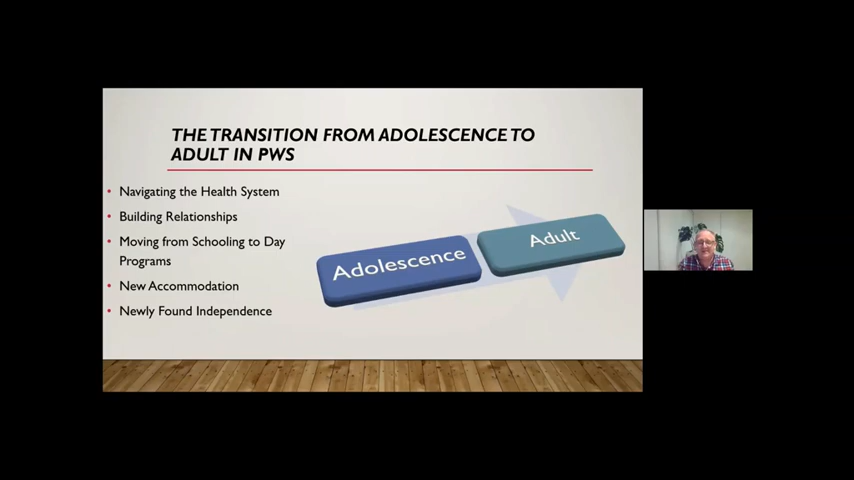 THE TRANSITION FROM ADOLESCENCE TO
ADULT IN PWS
• Navigating the Health System
• Building Relationships
• Moving from Schooling to Day
Programs
• New Accommodation
• Newly Found Independence
Adolescence
Adult